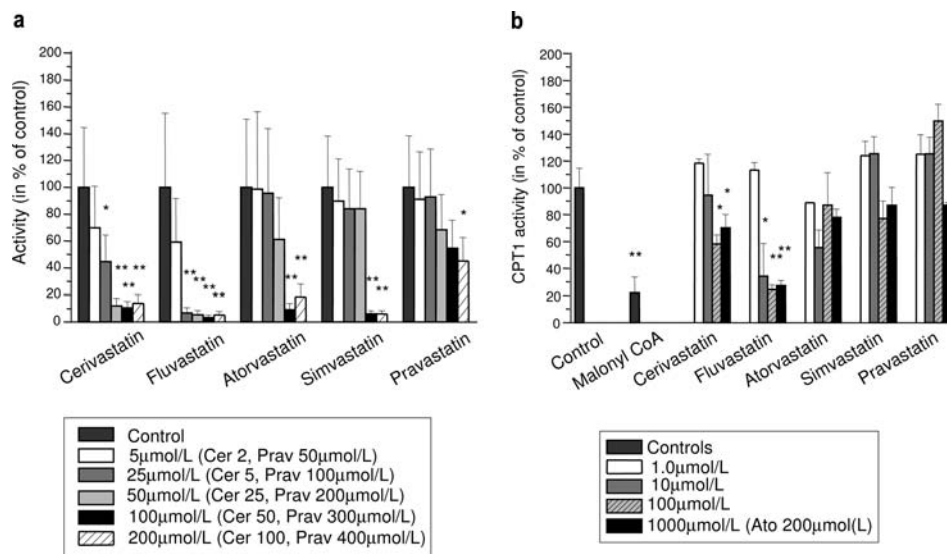 a
Activity (in % of control)
200
180
160
140
120
100
80
60
40
20
0
*
** **
**
**
**
**
**
**
**
**
**
**
*
Cerivastatin
Fluvastatin
Atorvastatin
Simvastatin
Pravastatin
Control
5μmol/L (Cer 2, Prav 50μmol/L)
25μmol/L (Cer 5, Prav 100μmol/L)
50μmol/L (Cer 25, Prav 200μmol/L)
100μmol/L (Cer 50, Prav 300μmol/L)
200μmol/L (Cer 100, Prav 400μmol/L)
b
CPT1 activity (in % of control)
200
180
160
140
120
100
80
60
40
20
0
**
*
*
*
**
**
Control
Malonyl CoA
Cerivastatin
Fluvastatin
Atorvastatin
Simvastatin
Pravastatin
Controls
1.0μmol/L
10μmol/L
100μmol/L
1000μmol/L (Ato 200μmol(L)